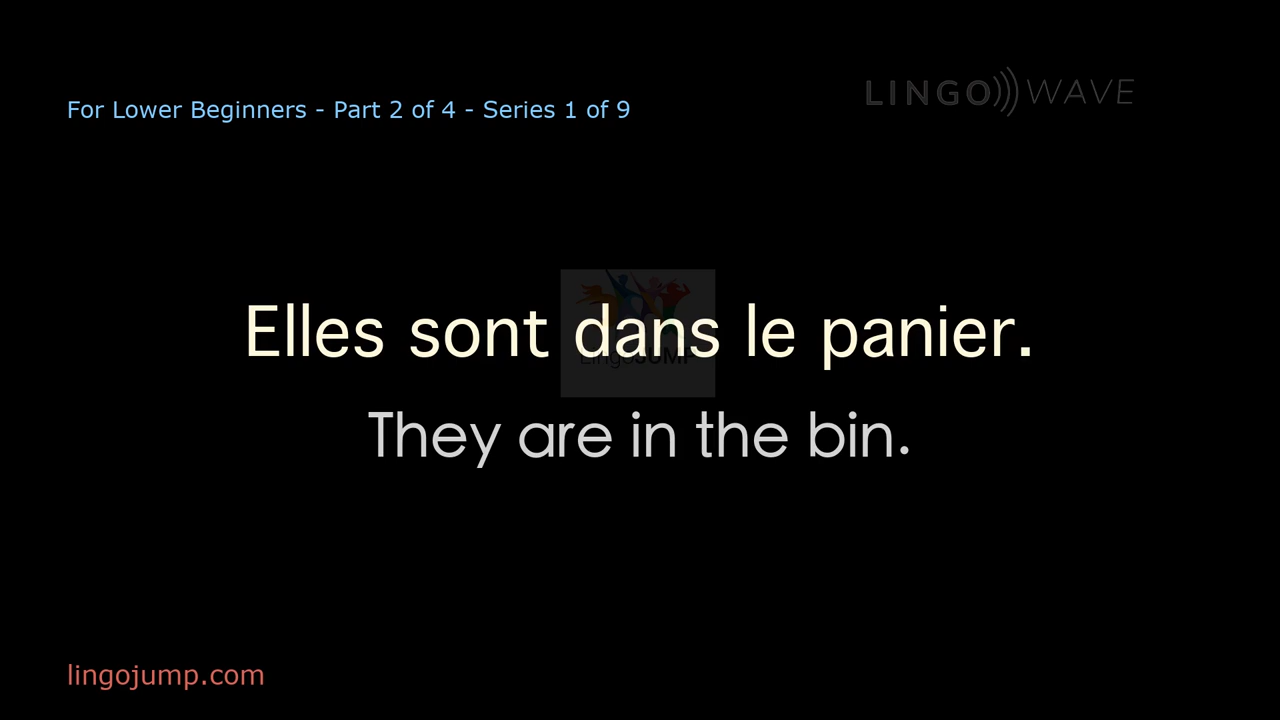 For Lower Beginners - Part 2 of 4 - Series 1 of 9
LINGO WAVE
Elles sont dans le panier.
LingoJUMP
They are in the bin.
lingojump.com